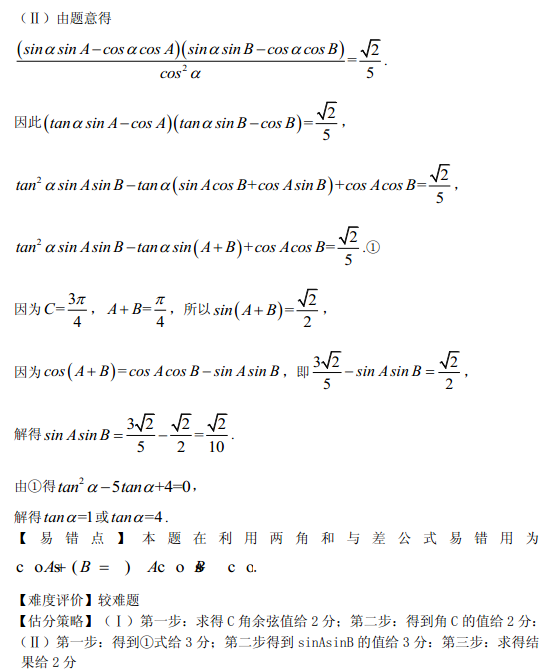 (Ⅱ)由题意得
(sinα sin A−cosα cos A)(sinα sin B−cosα cos B)/cos²α=√2/5.
因此(tanα sin A−cos A)(tanα sin B−cos B)=√2/5,
tan²α sin A sin B−tanα(sin A cos B+cos A sin B)+cos A cos B=√2/5,
tan²α sin A sin B−tanα sin(A+B)+cos A cos B=√2/5.①
因为C=3π/4,A+B=π/4,所以sin(A+B)=√2/2,
因为cos(A+B)=cos A cos B−sin A sin B,即3√2/5−sin A sin B=√2/2,
解得sin A sin B=3√2/5−√2/2=√2/10.
由①得tan²α−5tanα+4=0,
解得tanα=1或tanα=4.
【易错点】本题在利用两角和与差公式易错用为
【难度评价】较难题
【估分策略】(Ⅰ)第一步:求得C角余弦值给2分;第二步:得到角C的值给2分:
(Ⅱ)第一步:得到①式给3分;第二步得到sinAsinB的值给3分:第三步:求得结
果给2分